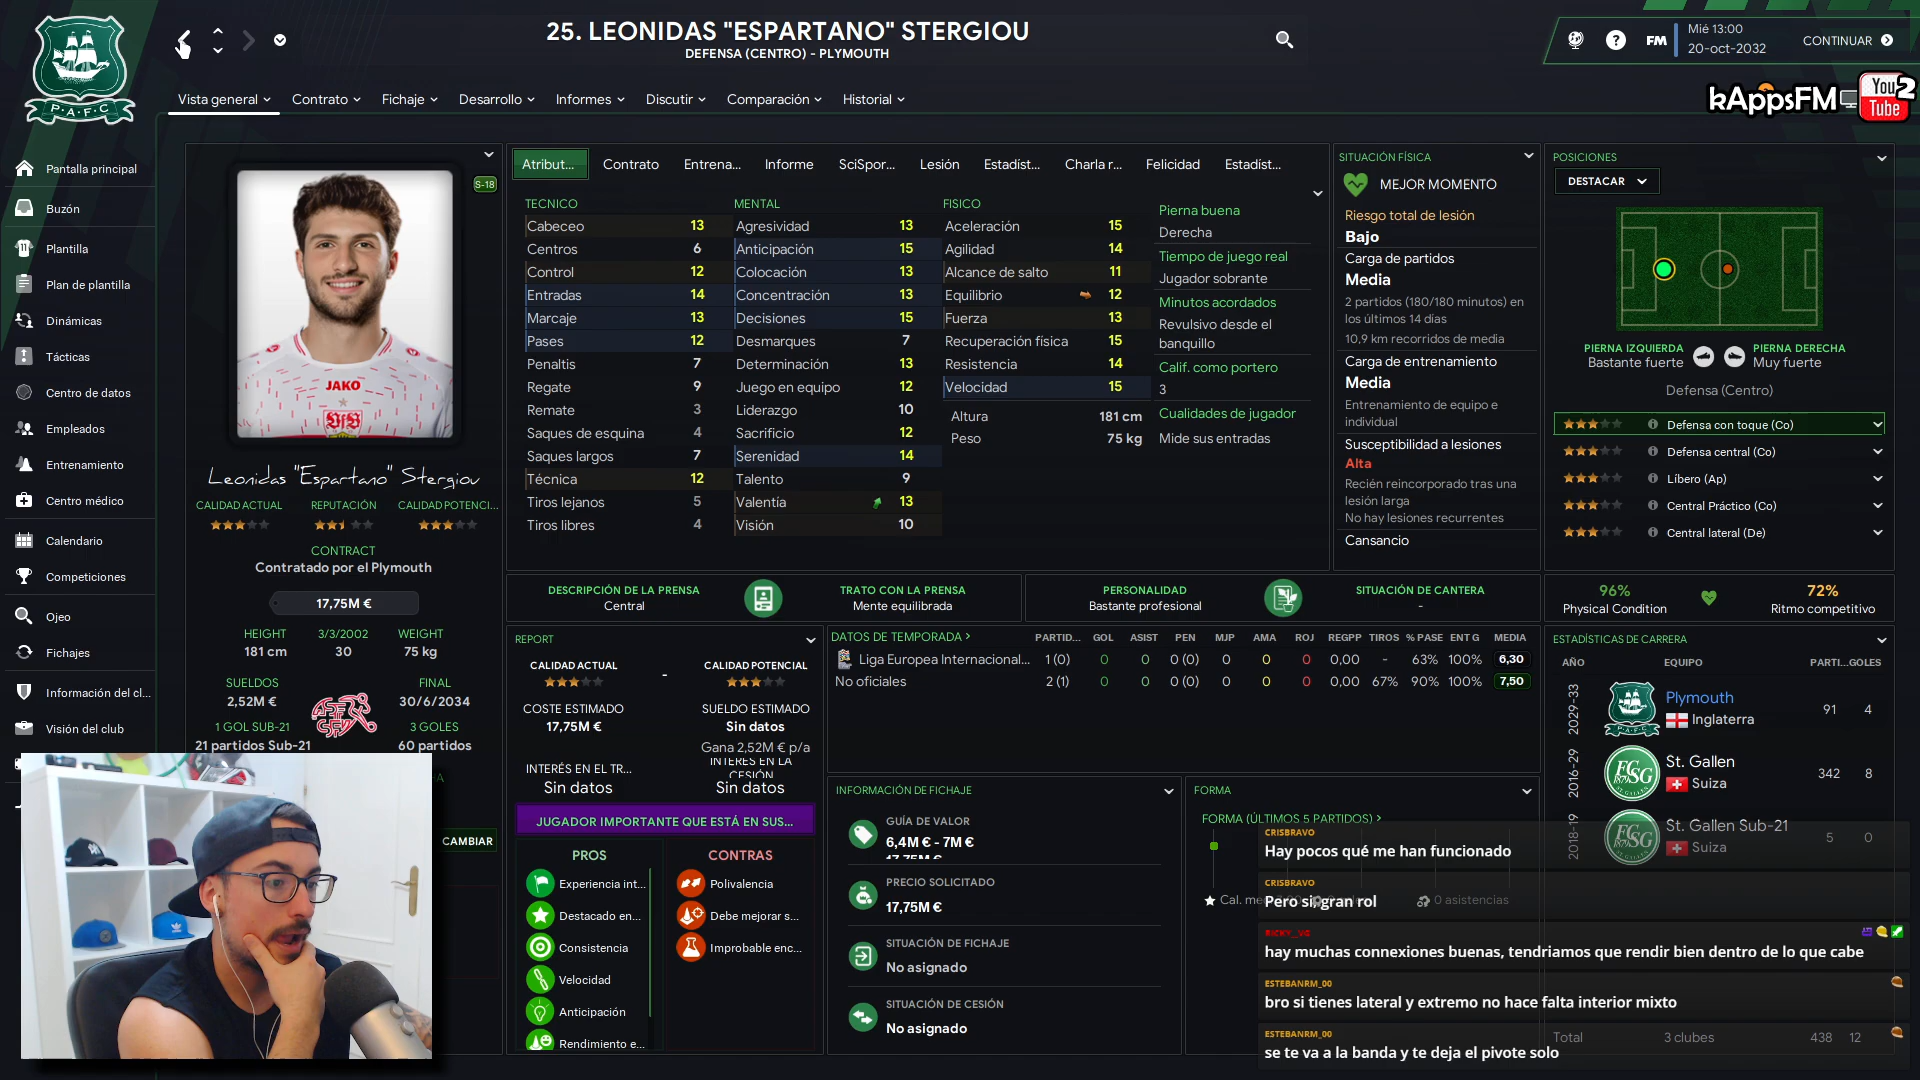 25. LEONIDAS "ESPARTANO" STERGIOU
DEFENSA (CENTRO) - PLYMOUTH
FM
Mié 13:00
20-oct-2032
CONTINUAR
P·A·F·C
kAppsFM
You2
Tube
Vista general
Contrato
Fichaje
Desarrollo
Informes
Discutir
Comparación
Historial
Pantalla principal
Buzón
Plantilla
Plan de plantilla
Dinámicas
Tácticas
Centro de datos
Empleados
Entrenamiento
Centro médico
Calendario
Competiciones
Ojeo
Fichajes
Información del cl...
Visión del club
S-18
JAKO
Leonidas "Espartano" Stergiou
CALIDAD ACTUAL REPUTACIÓN CALIDAD POTENCI...
CONTRACT
Contratado por el Plymouth
17,75M €
HEIGHT 3/3/2002 WEIGHT
181 cm 30 75 kg
SUELDOS FINAL
2,52M € 30/6/2034
1 GOL SUB-21 3 GOLES
21 partidos Sub-21 60 partidos
CAMBIAR
Atribut... Contrato Entrena... Informe SciSpor... Lesión Estadíst... Charla r... Felicidad Estadíst...
TECNICO
Cabeceo 13
Centros 6
Control 12
Entradas 14
Marcaje 13
Pases 12
Penaltis 7
Regate 9
Remate 3
Saques de esquina 4
Saques largos 7
Técnica 12
Tiros lejanos 5
Tiros libres 4
MENTAL
Agresividad 13
Anticipación 15
Colocación 13
Concentración 13
Decisiones 15
Desmarques 7
Determinación 13
Juego en equipo 12
Liderazgo 10
Sacrificio 12
Serenidad 14
Talento 9
Valentía 13
Visión 10
FISICO
Aceleración 15
Agilidad 14
Alcance de salto 11
Equilibrio 12
Fuerza 13
Recuperación física 15
Resistencia 14
Velocidad 15
Altura 181 cm
Peso 75 kg
Pierna buena
Derecha
Tiempo de juego real
Jugador sobrante
Minutos acordados
Revulsivo desde el
banquillo
Calif. como portero
3
Cualidades de jugador
Mide sus entradas
SITUACIÓN FÍSICA
MEJOR MOMENTO
Riesgo total de lesión
Bajo
Carga de partidos
Media
2 partidos (180/180 minutos) en
los últimos 14 días
10,9 km recorridos de media
Carga de entrenamiento
Media
Entrenamiento de equipo e
individual
Susceptibilidad a lesiones
Alta
Recién reincorporado tras una
lesión larga
No hay lesiones recurrentes
Cansancio
POSICIONES
DESTACAR
PIERNA IZQUIERDA PIERNA DERECHA
Bastante fuerte Muy fuerte
Defensa (Centro)
Defensa con toque (Co)
Defensa central (Co)
Líbero (Ap)
Central Práctico (Co)
Central lateral (De)
DESCRIPCIÓN DE LA PRENSA
Central
TRATO CON LA PRENSA
Mente equilibrada
PERSONALIDAD
Bastante profesional
SITUACIÓN DE CANTERA
-
96%
Physical Condition
72%
Ritmo competitivo
REPORT
CALIDAD ACTUAL - CALIDAD POTENCIAL
COSTE ESTIMADO SUELDO ESTIMADO
17,75M € Sin datos
Gana 2,52M € p/a
INTERÉS EN EL TR... INTERÉS EN LA
CESIÓN
Sin datos Sin datos
JUGADOR IMPORTANTE QUE ESTÁ EN SUS...
PROS
Experiencia int...
Destacado en...
Consistencia
Velocidad
Anticipación
Rendimiento e...
CONTRAS
Polivalencia
Debe mejorar s...
Improbable enc...
DATOS DE TEMPORADA > PARTID... GOL ASIST PEN MJP AMA ROJ REGPP TIROS % PASE ENT G MEDIA
Liga Europea Internacional... 1 (0) 0 0 0 (0) 0 0 0 0,00 - 63% 100% 6,30
No oficiales 2 (1) 0 0 0 (0) 0 0 0 0,00 67% 90% 100% 7,50
INFORMACIÓN DE FICHAJE
GUÍA DE VALOR
6,4M € - 7M €
17,75M €
PRECIO SOLICITADO
17,75M €
SITUACIÓN DE FICHAJE
No asignado
SITUACIÓN DE CESIÓN
No asignado
FORMA
FORMA (ÚLTIMOS 5 PARTIDOS) >
Cal. me
0 asistencias
ESTADÍSTICAS DE CARRERA
AÑO EQUIPO PARTI... GOLES
2029-33 Plymouth 91 4
Inglaterra
2016-29 St. Gallen 342 8
Suiza
2018-19 St. Gallen Sub-21 5 0
Suiza
Total 3 clubes 438 12
CRISBRAVO
Hay pocos qué me han funcionado
CRISBRAVO
Pero sin gran rol
RICKY__VG
hay muchas connexiones buenas, tendriamos que rendir bien dentro de lo que cabe
ESTEBANRM_00
bro si tienes lateral y extremo no hace falta interior mixto
ESTEBANRM_00
se te va a la banda y te deja el pivote solo